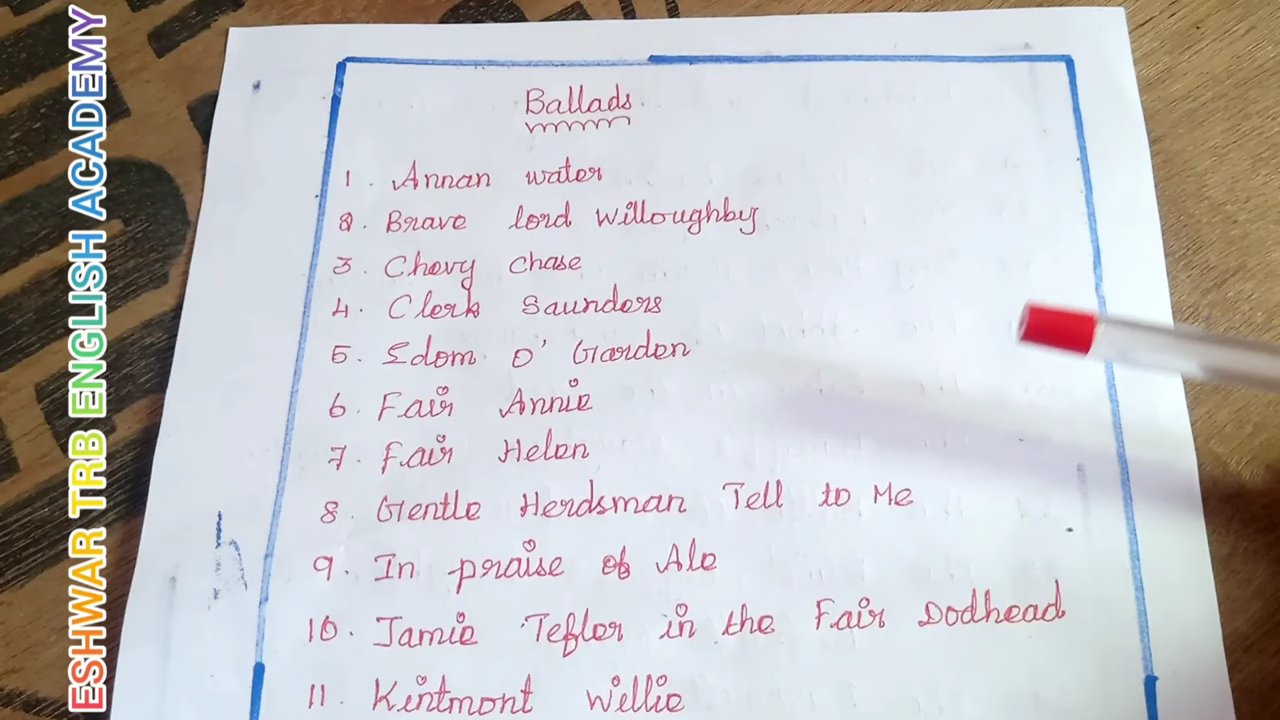 ESHWAR TRB ENGLISH ACADEMY
Ballads
1. Annan water
2. Brave lord Willoughby
3. Chevy chase
4. Clerk Saunders
5. Edom O' Garden
6. Fair Annie
7. Fair Helen
8. Gentle Herdsman Tell to Me
9. In praise of Ale
10. Jamie Tefler in the Fair Dodhead
11. Kintmont Willie